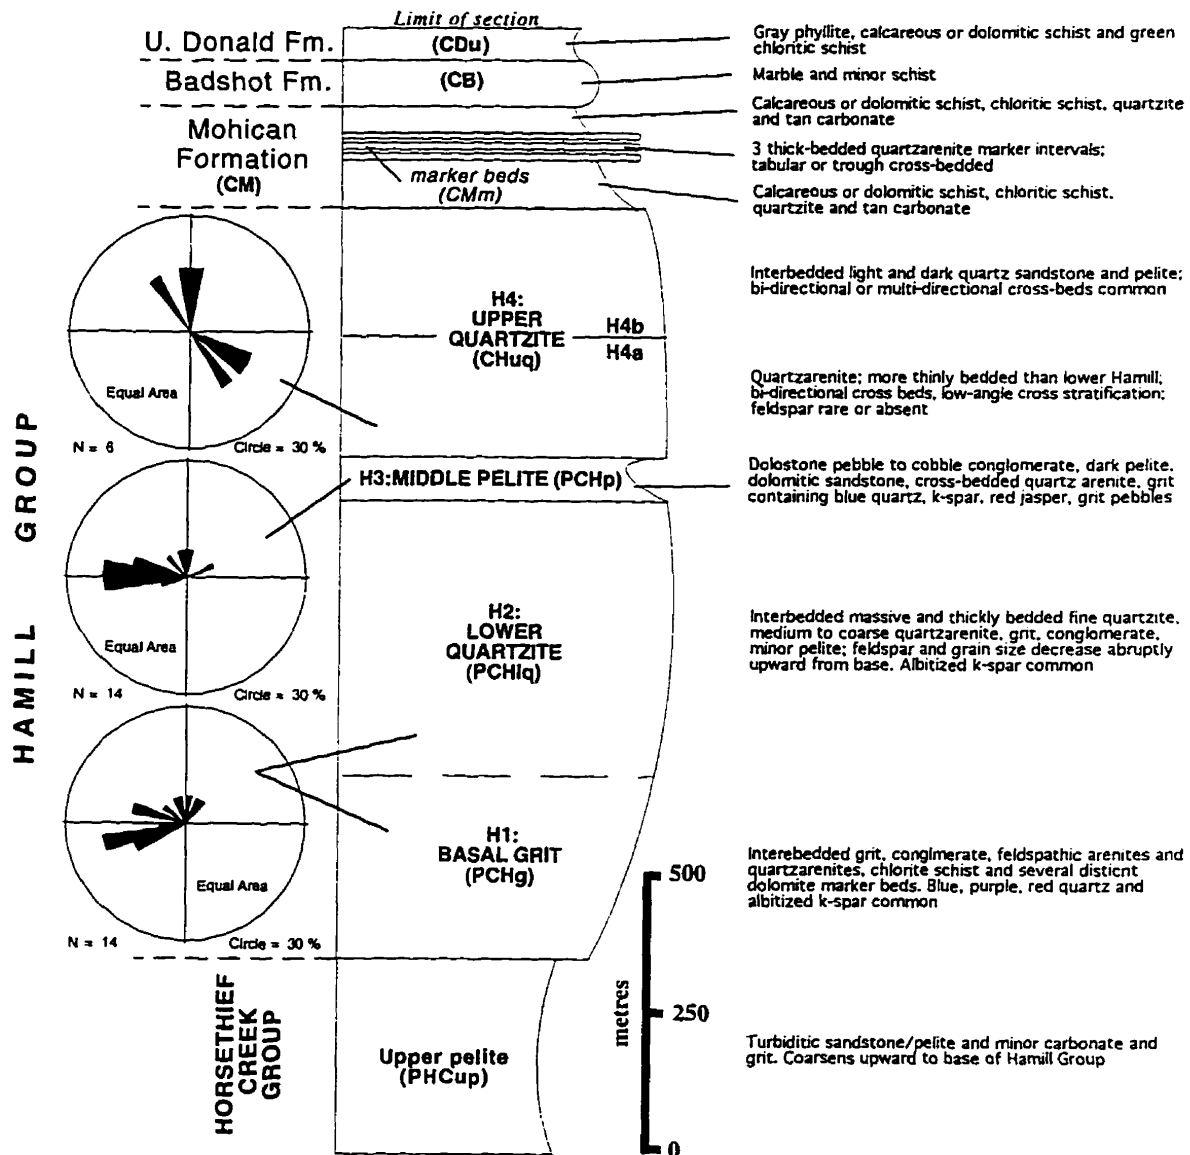 Limit of section
U. Donald Fm.
(CDu)
Gray phyllite, calcareous or dolomitic schist and green
chloritic schist
Badshot Fm.
(CB)
Marble and minor schist
Mohican
Formation
(CM)
Calcareous or dolomitic schist, chloritic schist, quartzite
and tan carbonate
3 thick-bedded quartzarenite marker intervals;
tabular or trough cross-bedded
marker beds
(CMm)
Calcareous or dolomitic schist, chloritic schist.
quartzite and tan carbonate
HAMILL GROUP
Equal Area
N = 6
Circle = 30 %
H4:
UPPER
QUARTZITE
(CHuq)
H4b
H4a
Interbedded light and dark quartz sandstone and pelite;
bi-directional or multi-directional cross-beds common
Quartzarenite; more thinly bedded than lower Hamill;
bi-directional cross beds, low-angle cross stratification;
feldspar rare or absent
H3:MIDDLE PELITE (PCHp)
Dolostone pebble to cobble conglomerate, dark pelite,
dolomitic sandstone, cross-bedded quartz arenite, grit
containing blue quartz, k-spar, red jasper, grit pebbles
Equal Area
N = 14
Circle = 30 %
H2:
LOWER
QUARTZITE
(PCHlq)
Interbedded massive and thickly bedded fine quartzite,
medium to coarse quartzarenite, grit, conglomerate,
minor pelite; feldspar and grain size decrease abruptly
upward from base. Albitized k-spar common
Equal Area
N = 14
Circle = 30 %
H1:
BASAL GRIT
(PCHg)
Interebedded grit, conglmerate, feldspathic arenites and
quartzarenites, chlorite schist and several disticnt
dolomite marker beds. Blue, purple, red quartz and
albitized k-spar common
HORSETHIEF
CREEK
GROUP
Upper pelite
(PHCup)
Turbiditic sandstone/pelite and minor carbonate and
grit. Coarsens upward to base of Hamill Group
metres
500
250
0